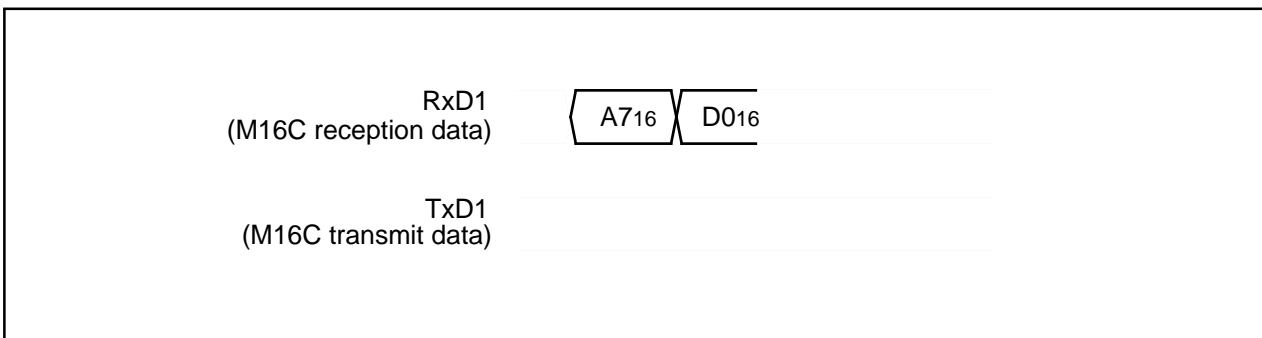 RxD1
(M16C reception data)
A716
D016
TxD1
(M16C transmit data)